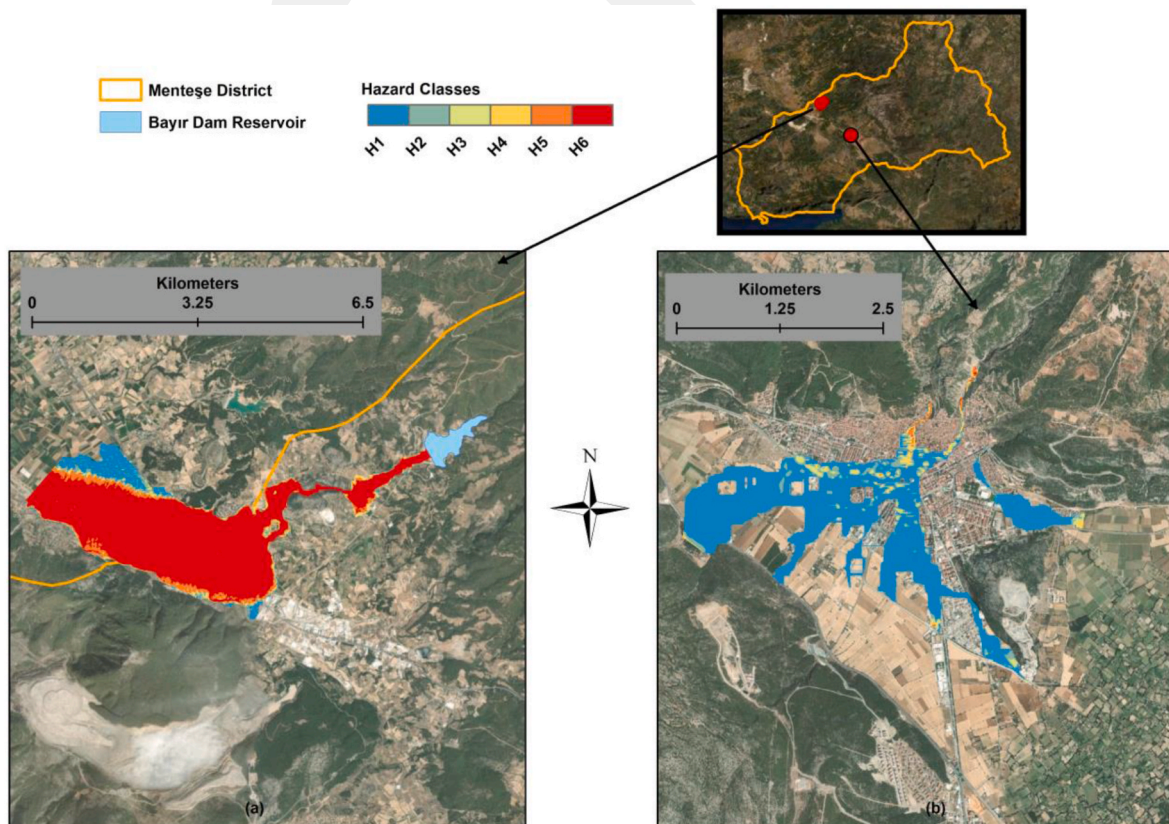 Menteşe District
Bayır Dam Reservoir
Hazard Classes
H1 H2 H3 H4 H5 H6
Kilometers
0 3.25 6.5
(a)
N
Kilometers
0 1.25 2.5
(b)